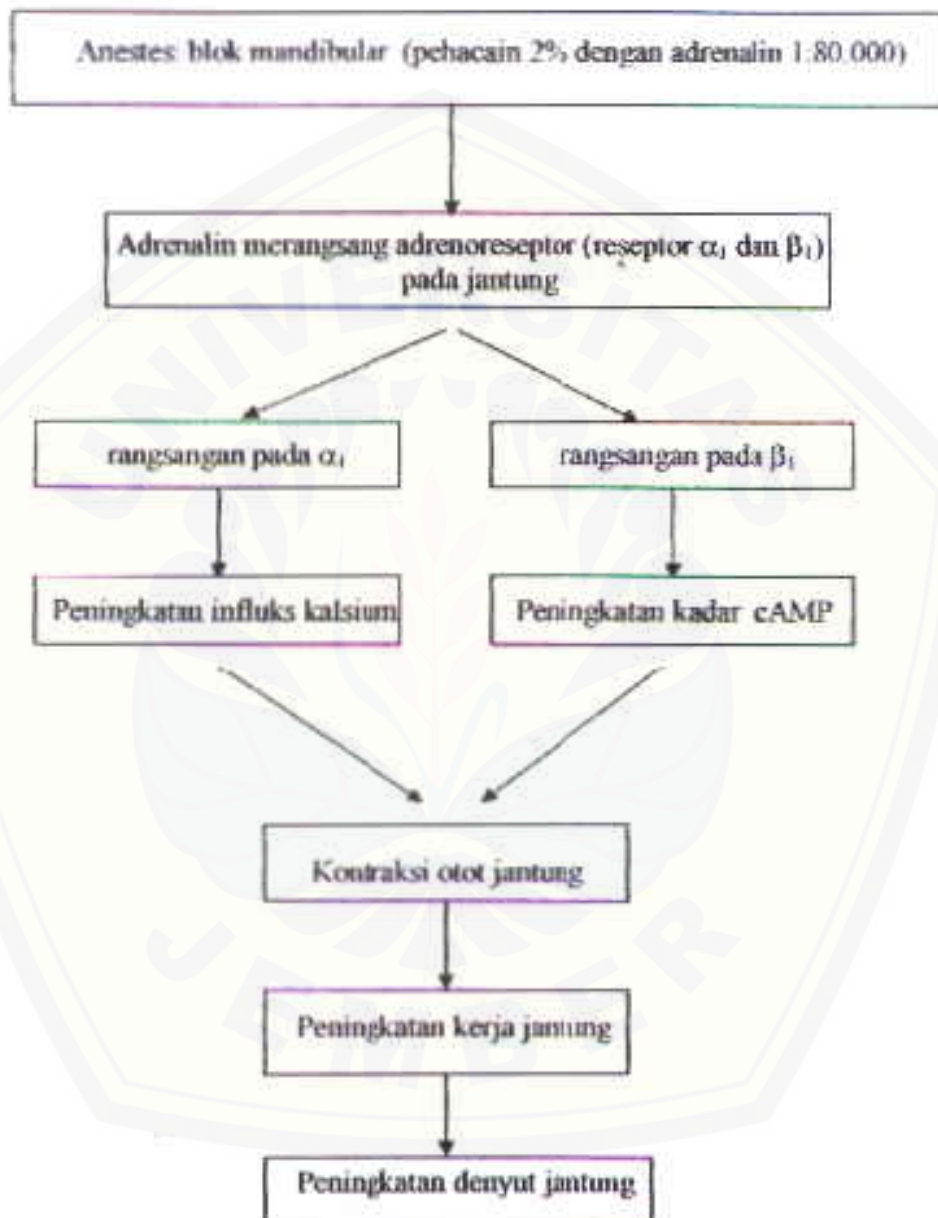 Anestes blok mandibular (pehacain 2% dengan adrenalin 1:80.000)
Adrenalin merangsang adrenoreseptor (reseptor α₁ dan β₁)
pada jantung
rangsangan pada α₁
rangsangan pada β₁
Peningkatan influks kalsium
Peningkatan kadar cAMP
Kontraksi otot jantung
Peningkatan kerja jantung
Peningkatan denyut jantung
UNIVERSITAS
JEMBER